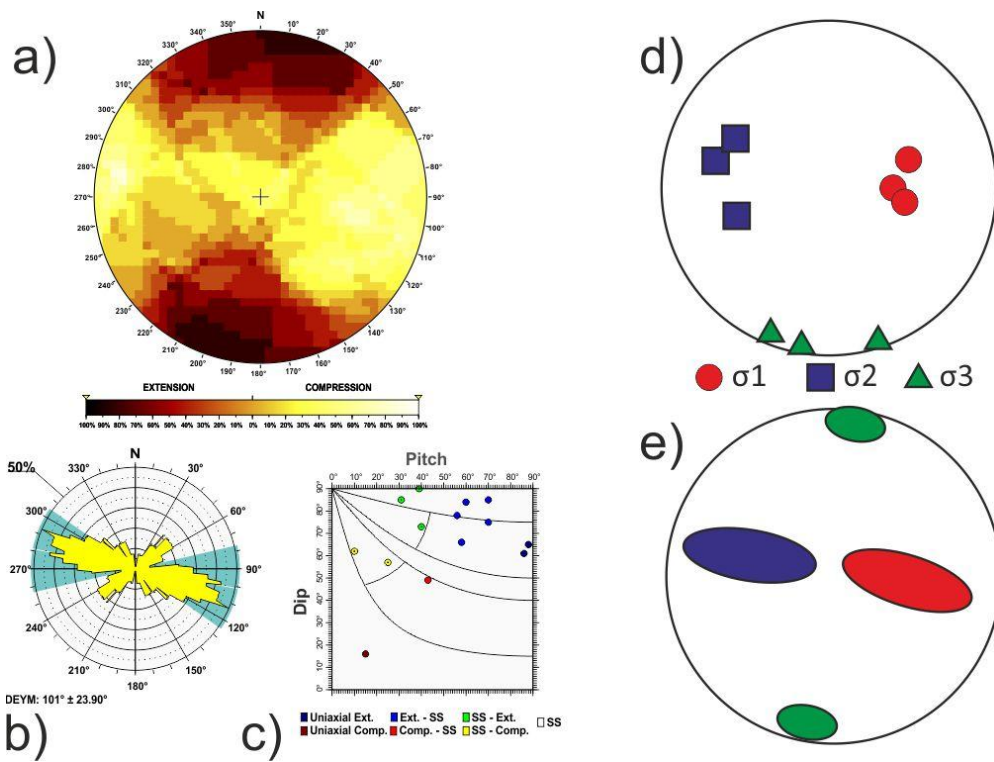 a)
N
350° 10°
340° 20°
330° 30°
320° 40°
310° 50°
300° 60°
290° 70°
280° 80°
270° 90°
260° 100°
250° 110°
240° 120°
230° 130°
220° 140°
210° 150°
200° 160°
190° 180° 170°
EXTENSION COMPRESSION
100% 90% 80% 70% 60% 50% 40% 30% 20% 10% 0% 10% 20% 30% 40% 50% 60% 70% 80% 90% 100%
50%
N
330° 30°
300° 60°
270° 90°
240° 120°
210° 150°
180°
DEYM: 101° ± 23.90°
b)
Pitch
0° 10° 20° 30° 40° 50° 60° 70° 80° 90°
90°
80°
70°
60°
50°
40°
30°
20°
10°
0°
Dip
Uniaxial Ext. Ext. - SS SS - Ext. SS
Uniaxial Comp. Comp. - SS SS - Comp.
c)
d)
σ1 σ2 σ3
e)